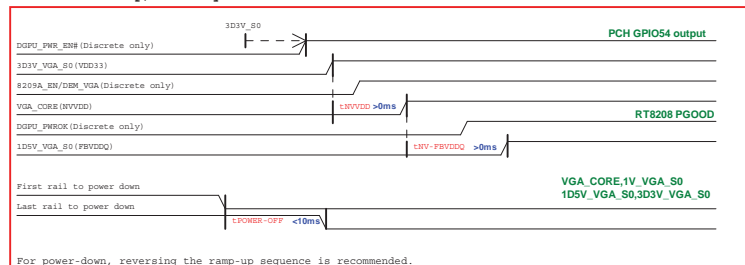 3D3V_S0
PCH GPIO54 output
DGPU_PWR_EN#(Discrete only)
3D3V_VGA_S0(VDD33)
8209A_EN/DEM_VGA(Discrete only)
VGA_CORE(NVVDD)
tNVVDD >0ms
RT8208 PGOOD
DGPU_PWROK(Discrete only)
1D5V_VGA_S0(FBVDDQ)
tNV-FBVDDQ >0ms
VGA_CORE,1V_VGA_S0
First rail to power down
1D5V_VGA_S0,3D3V_VGA_S0
Last rail to power down
tPOWER-OFF <10ms
For power-down, reversing the ramp-up sequence is recommended.